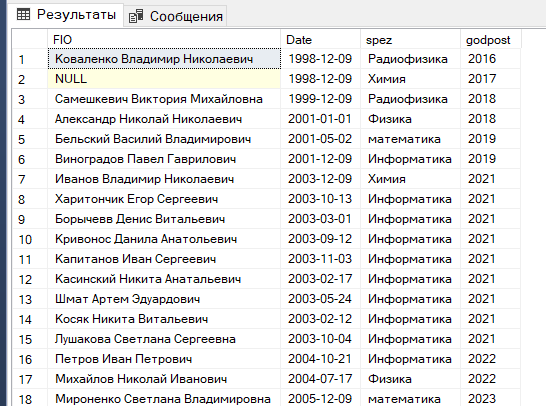 Результаты Сообщения
FIO Date spez godpost
1 Коваленко Владимир Николаевич 1998-12-09 Радиофизика 2016
2 NULL 1998-12-09 Химия 2017
3 Самешкевич Виктория Михайловна 1999-12-09 Радиофизика 2018
4 Александр Николай Николаевич 2001-01-01 Физика 2018
5 Бельский Василий Владимирович 2001-05-02 математика 2019
6 Виноградов Павел Гаврилович 2001-12-09 Информатика 2019
7 Иванов Владимир Николаевич 2003-12-09 Химия 2021
8 Харитончик Егор Сергеевич 2003-10-13 Информатика 2021
9 Борычевв Денис Витальевич 2003-03-01 Информатика 2021
10 Кривонос Данила Анатольевич 2003-09-12 Информатика 2021
11 Капитанов Иван Сергеевич 2003-11-03 Информатика 2021
12 Касинский Никита Анатальевич 2003-02-17 Информатика 2021
13 Шмат Артем Эдуардович 2003-05-24 Информатика 2021
14 Косяк Никита Витальевич 2003-02-12 Информатика 2021
15 Лушакова Светлана Сергеевна 2003-10-04 Информатика 2021
16 Петров Иван Петрович 2004-10-21 Информатика 2022
17 Михайлов Николай Иванович 2004-07-17 Физика 2022
18 Мироненко Светлана Владимировна 2005-12-09 математика 2023